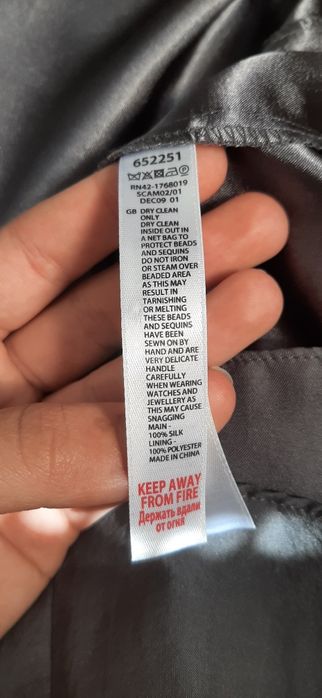 652251
P
RN42-1768019
SCAM02/01
DEC09 01
GB DRY CLEAN
ONLY
DRY CLEAN
INSIDE OUT IN
A NET BAG TO
PROTECT BEADS
AND SEQUINS
DO NOT IRON
OR STEAM OVER
BEADED AREA
AS THIS MAY
RESULT IN
TARNISHING
OR MELTING
THESE BEADS
AND SEQUINS
HAVE BEEN
SEWN ON BY
HAND AND ARE
VERY DELICATE
HANDLE
CAREFULLY
WHEN WEARING
WATCHES AND
JEWELLERY AS
THIS MAY CAUSE
SNAGGING
MAIN -
100% SILK
LINING -
100% POLYESTER
MADE IN CHINA
KEEP AWAY
FROM FIRE
Держать вдали
от огня